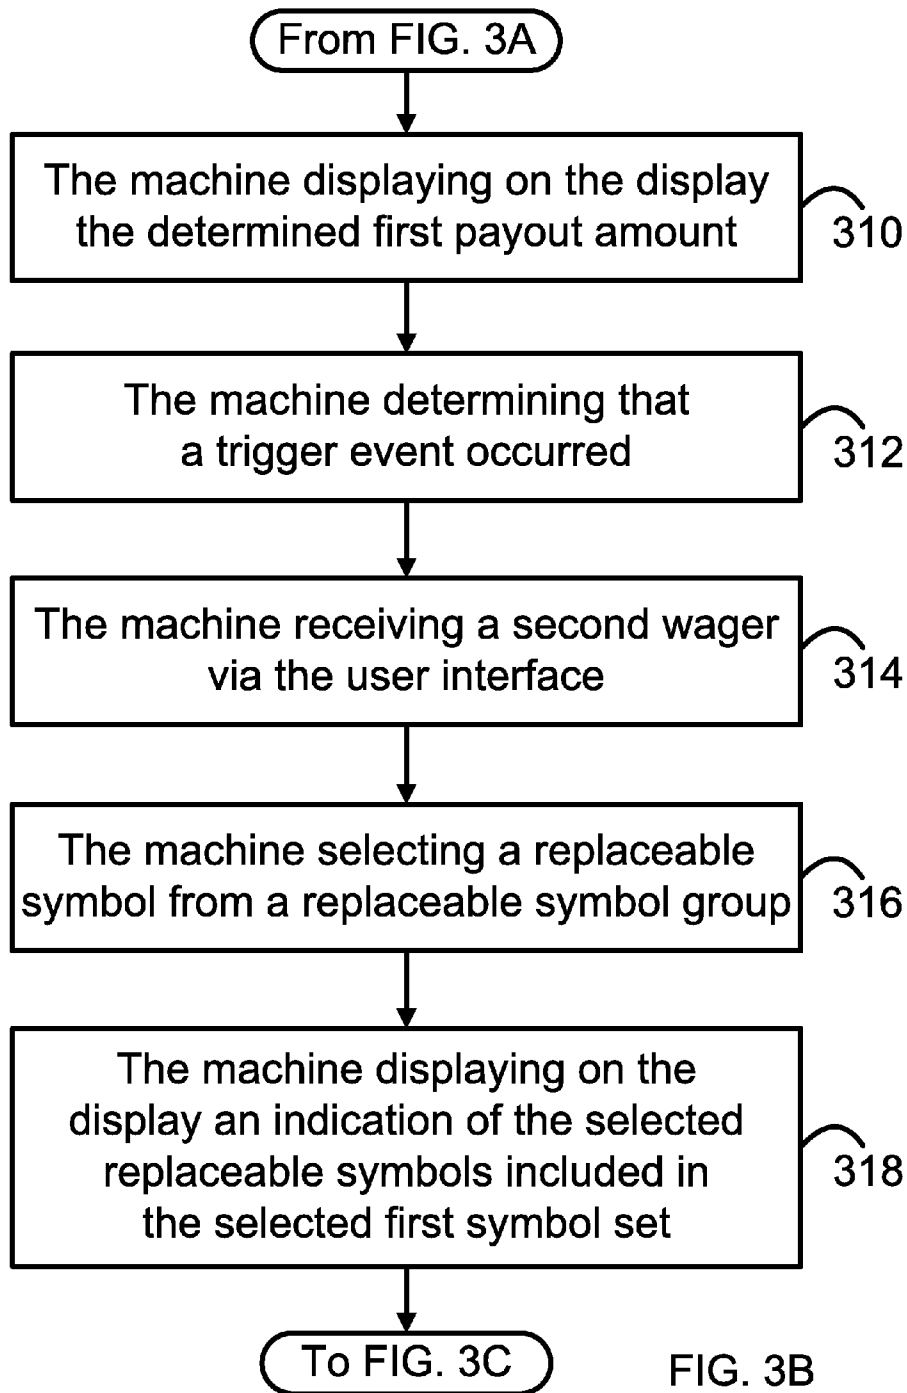 From FIG. 3A
The machine displaying on the display
the determined first payout amount
310
The machine determining that
a trigger event occurred
312
The machine receiving a second wager
via the user interface
314
The machine selecting a replaceable
symbol from a replaceable symbol group
316
The machine displaying on the
display an indication of the selected
replaceable symbols included in
the selected first symbol set
318
To FIG. 3C
FIG. 3B